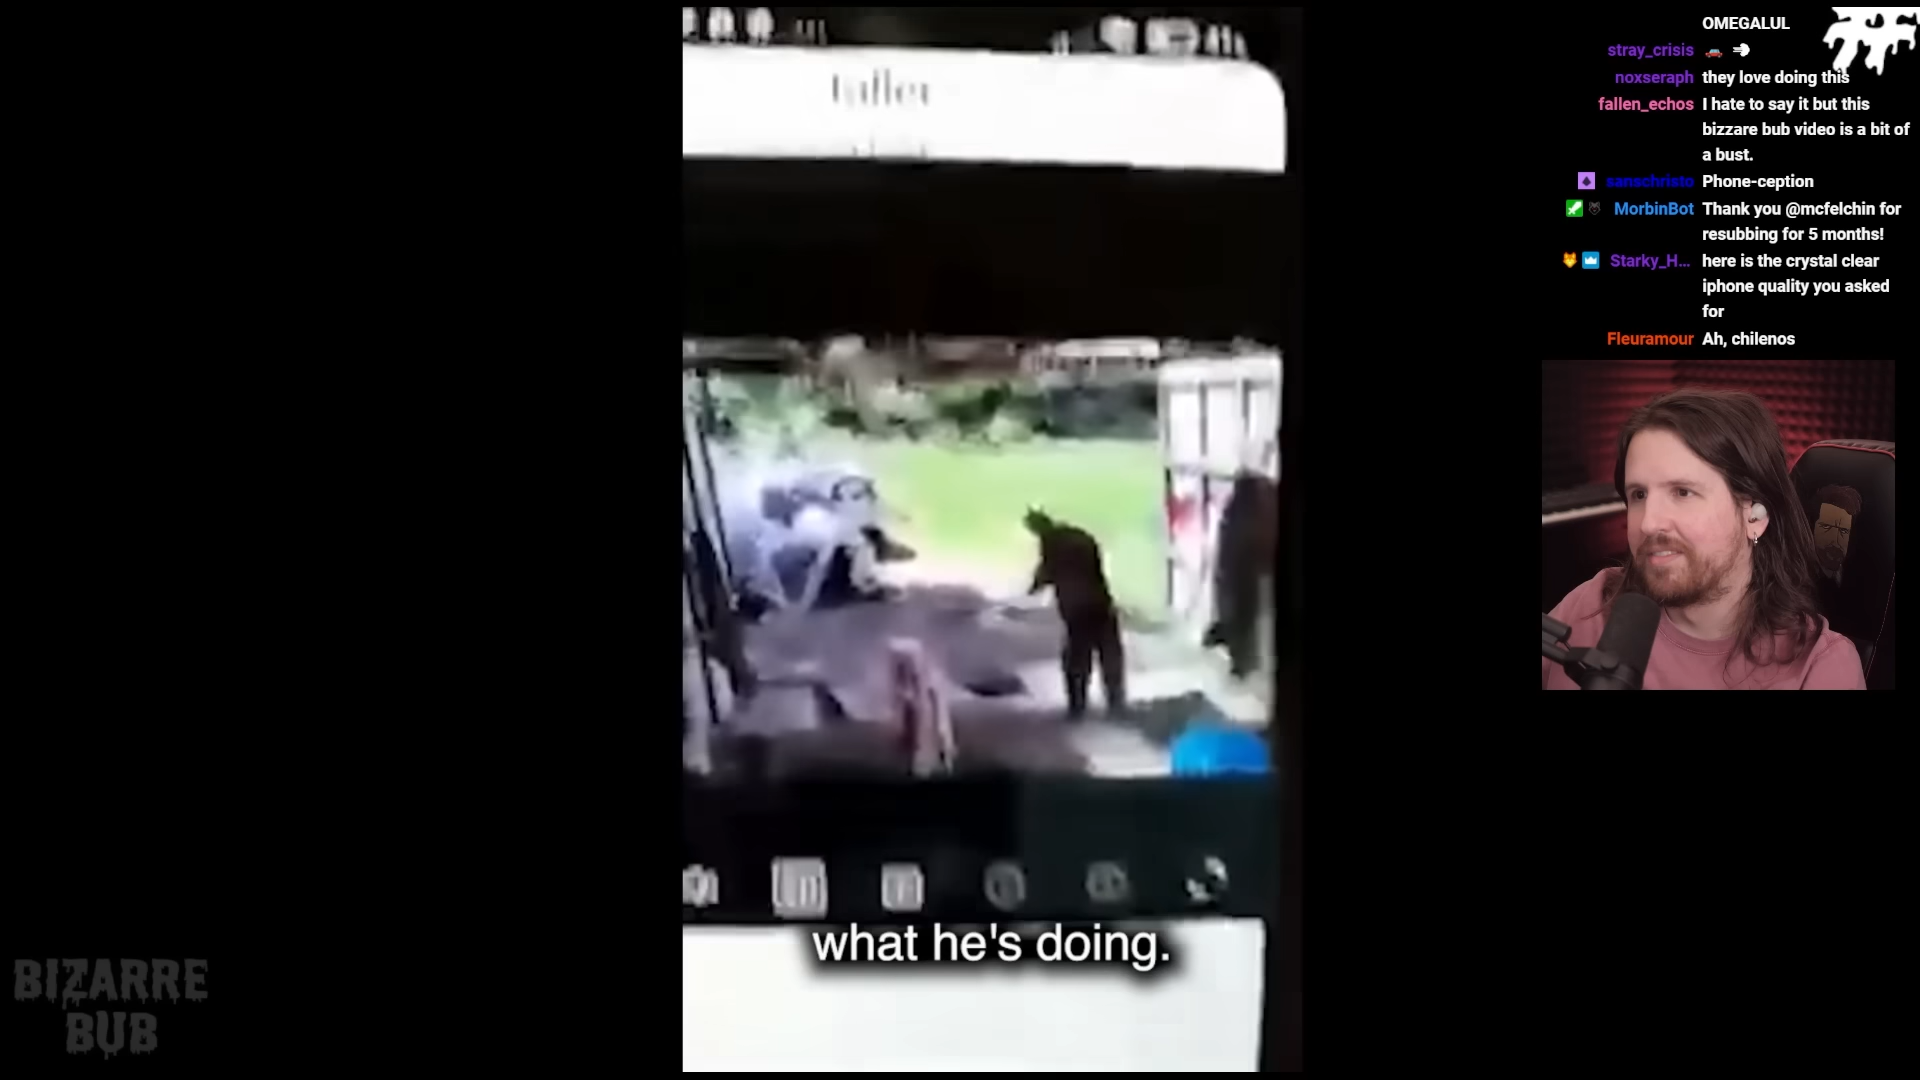 Taller
what he's doing.
BIZARRE
BUB
OMEGALUL
stray_crisis
noxseraph they love doing this
fallen_echos I hate to say it but this
bizzare bub video is a bit of
a bust.
sanschristo Phone-ception
MorbinBot Thank you @mcfelchin for
resubbing for 5 months!
Starky_H... here is the crystal clear
iphone quality you asked
for
Fleuramour Ah, chilenos